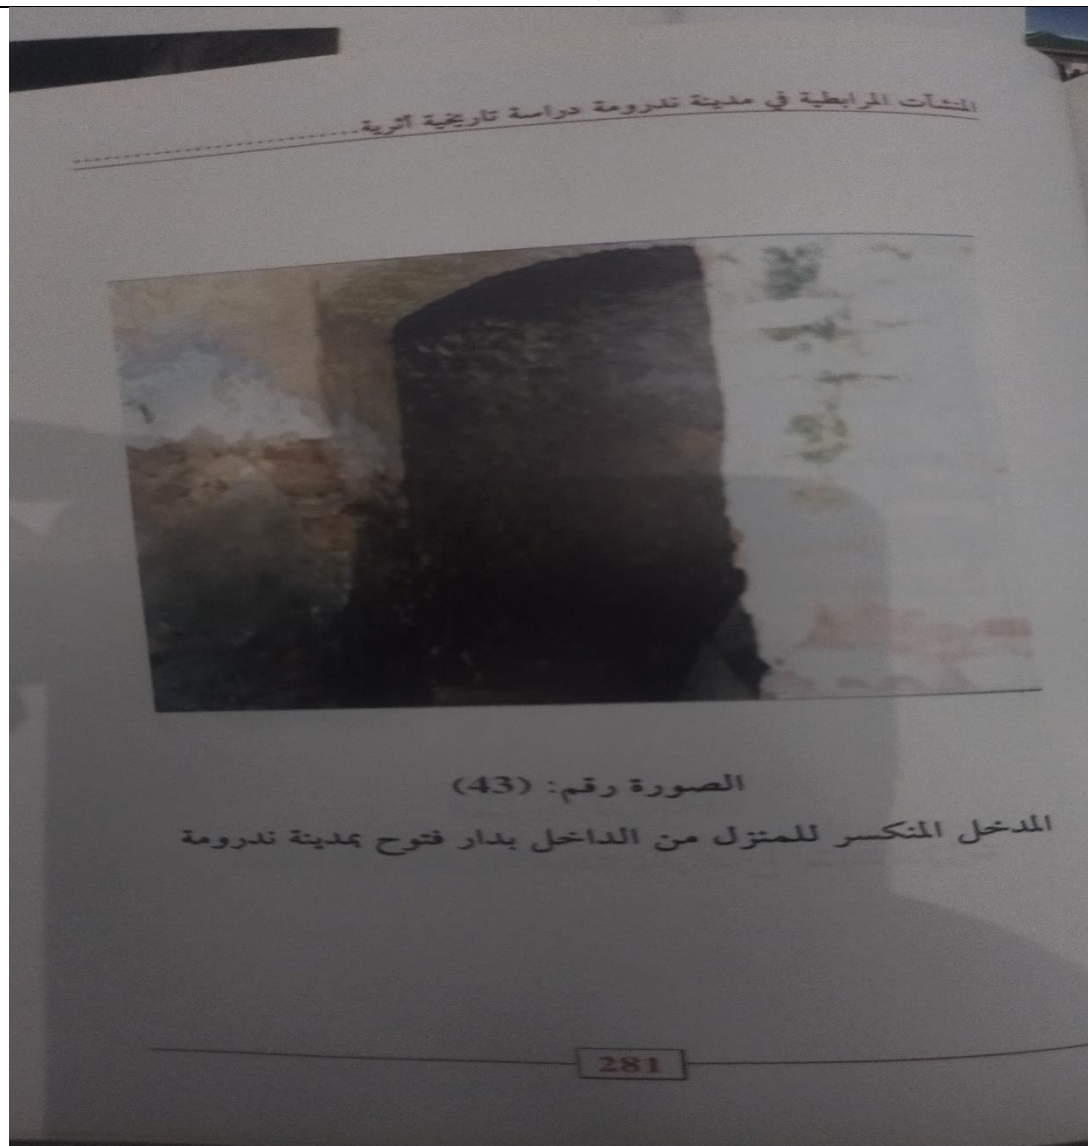 المنشآت المرابطية في مدينة ندرومة دراسة تاريخية أثرية
الصورة رقم: (43)
المدخل المنكسر للمنزل من الداخل بدار فتوح بمدينة ندرومة
281